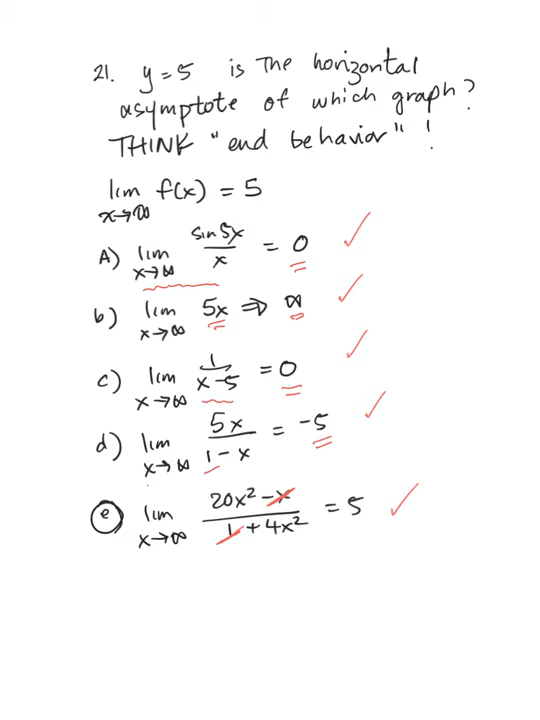 21. y = 5 is the horizontal
asymptote of which graph?
THINK "end behavior"!
lim x→∞ f(x) = 5
A) lim x→∞ sin 5x / x = 0
b) lim x→∞ 5x ⇒ ∞
c) lim x→∞ 1 / x-5 = 0
d) lim x→∞ 5x / 1-x = -5
e lim x→∞ 20x² - x / 1 + 4x² = 5